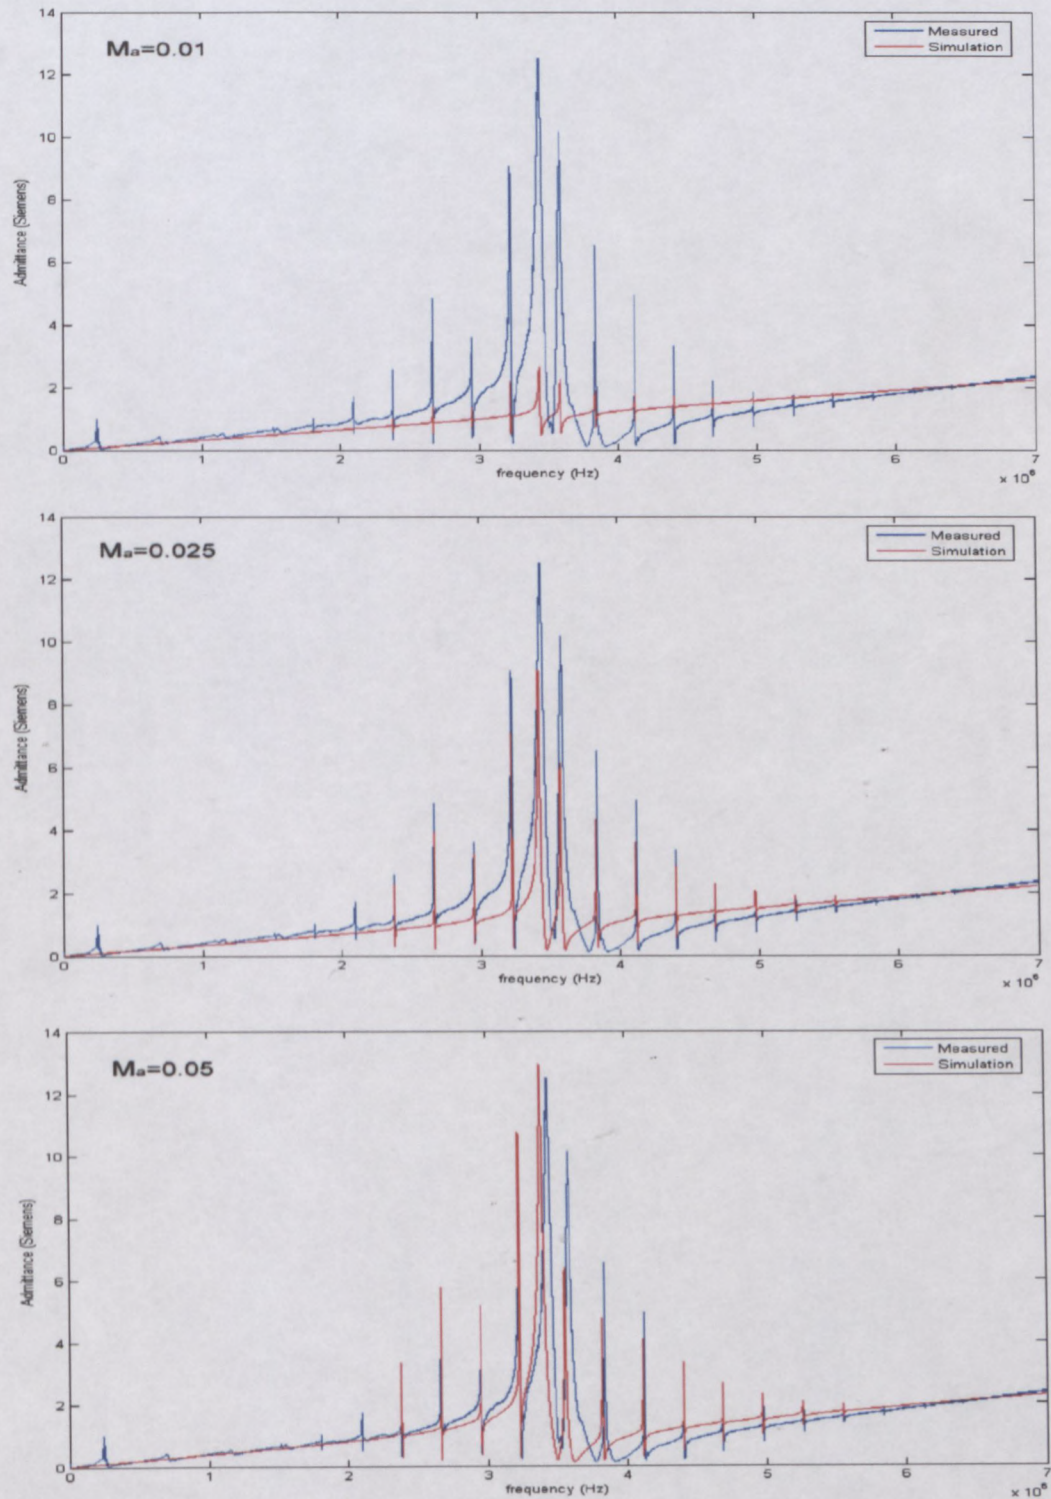 14
Ma=0.01
Measured
Simulation
12
10
8
6
4
2
0
Admittance (Siemens)
0 1 2 3 4 5 6 7
frequency (Hz)
× 10⁶
14
Ma=0.025
Measured
Simulation
12
10
8
6
4
2
0
Admittance (Siemens)
0 1 2 3 4 5 6 7
frequency (Hz)
× 10⁶
14
Ma=0.05
Measured
Simulation
12
10
8
6
4
2
0
Admittance (Siemens)
0 1 2 3 4 5 6 7
frequency (Hz)
× 10⁶